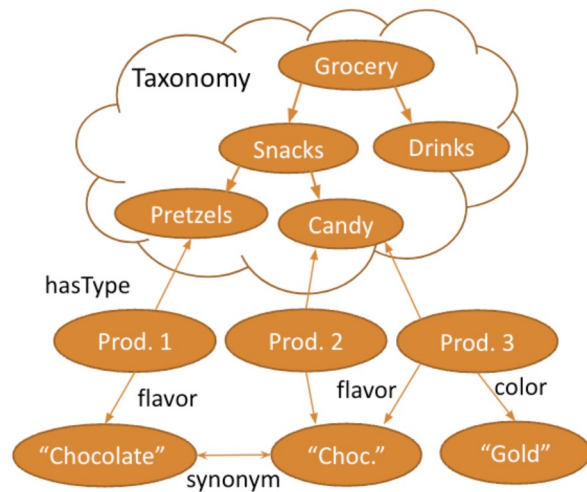 Taxonomy
Grocery
Snacks
Drinks
Pretzels
Candy
hasType
Prod. 1
Prod. 2
Prod. 3
flavor
flavor
color
“Chocolate”
synonym
“Choc.”
“Gold”